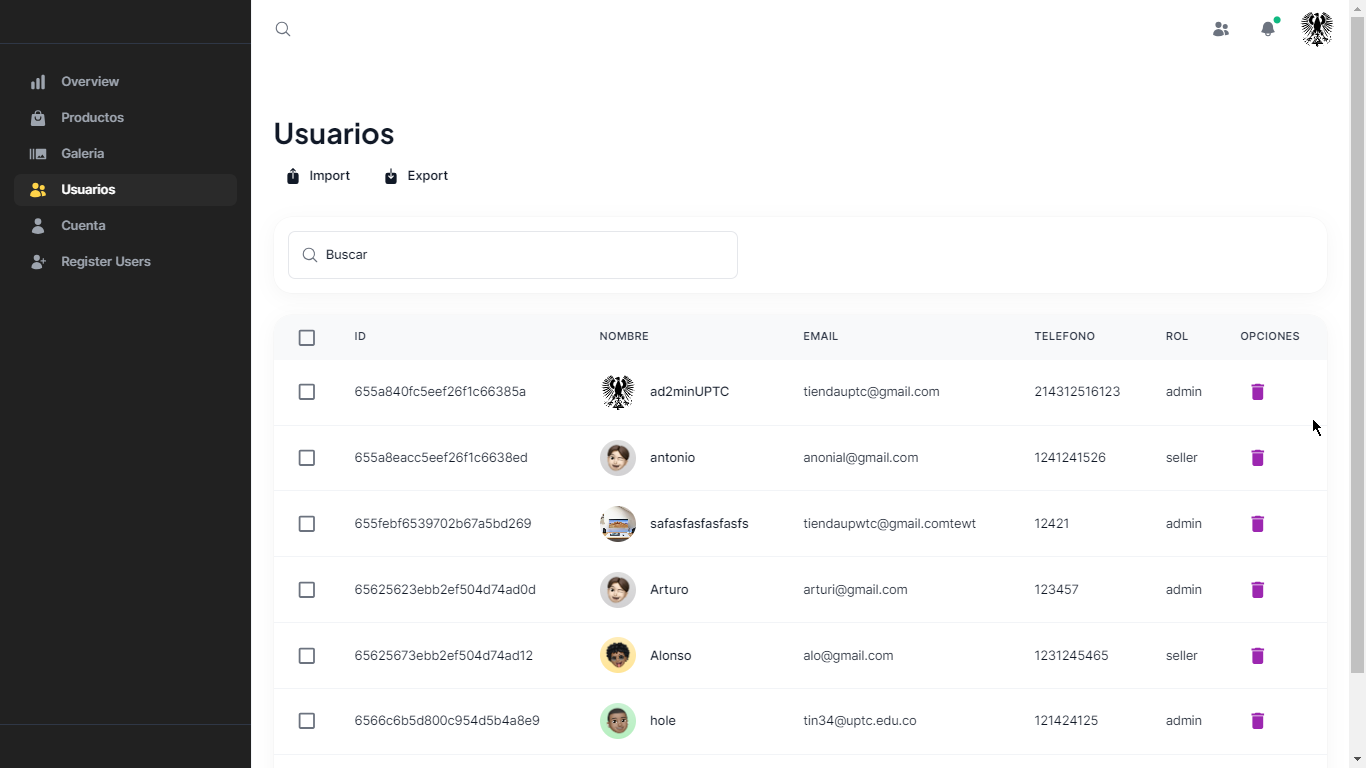 Overview
Productos
Galeria
Usuarios
Cuenta
Register Users
Usuarios
Import Export
Buscar
ID NOMBRE EMAIL TELEFONO ROL OPCIONES
655a840fc5eef26f1c66385a ad2minUPTC tiendauptc@gmail.com 214312516123 admin
655a8eacc5eef26f1c6638ed antonio anonial@gmail.com 1241241526 seller
655febf6539702b67a5bd269 safasfasfasfasfs tiendaupwtc@gmail.comtewt 12421 admin
65625623ebb2ef504d74ad0d Arturo arturi@gmail.com 123457 admin
65625673ebb2ef504d74ad12 Alonso alo@gmail.com 1231245465 seller
6566c6b5d800c954d5b4a8e9 hole tin34@uptc.edu.co 121424125 admin